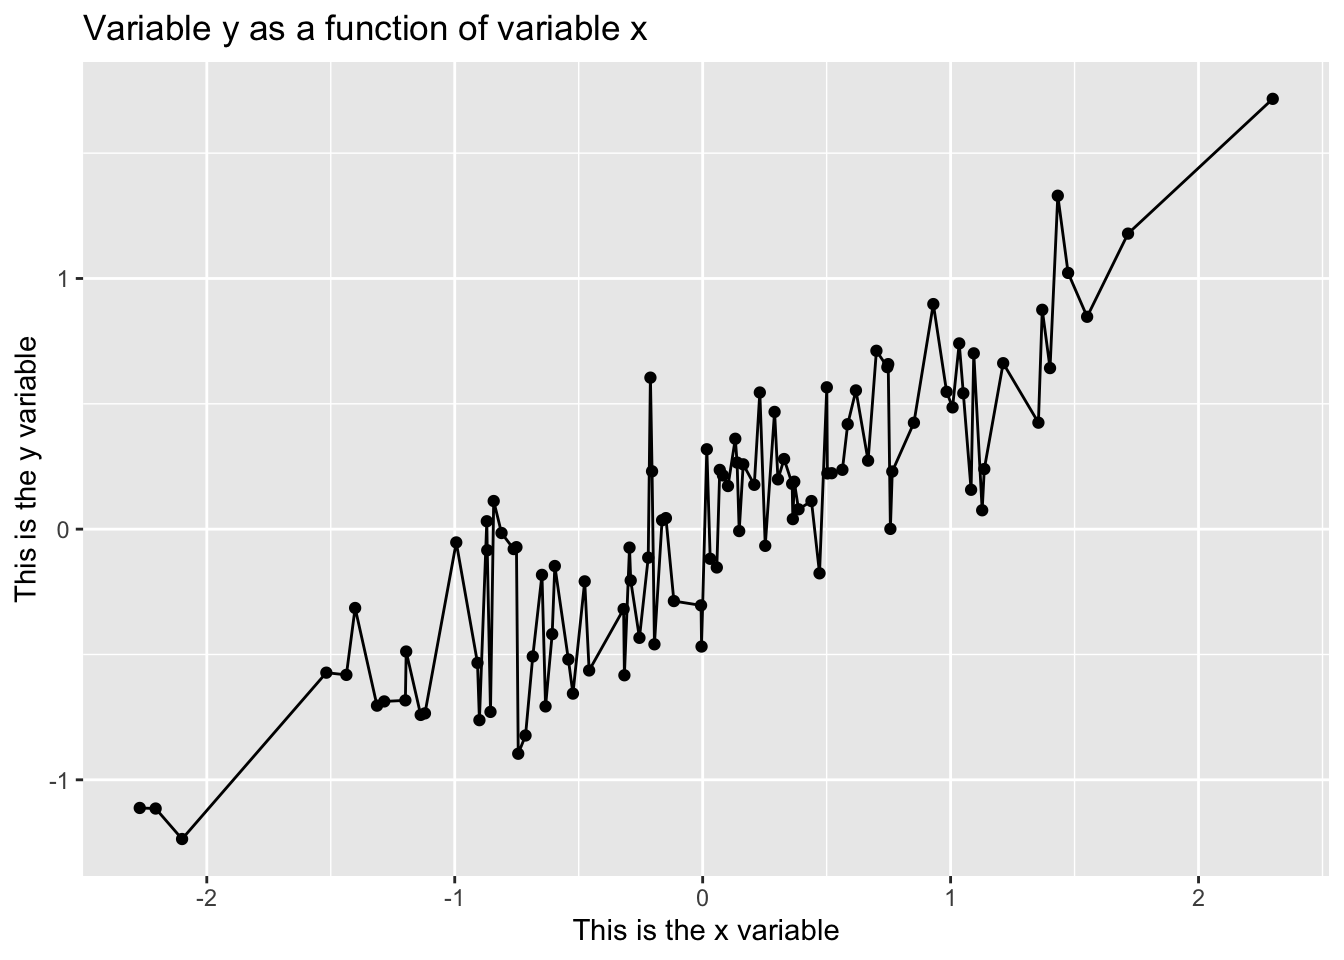 Variable y as a function of variable x
This is the y variable
1
0
-1
-2
-1
0
1
2
This is the x variable